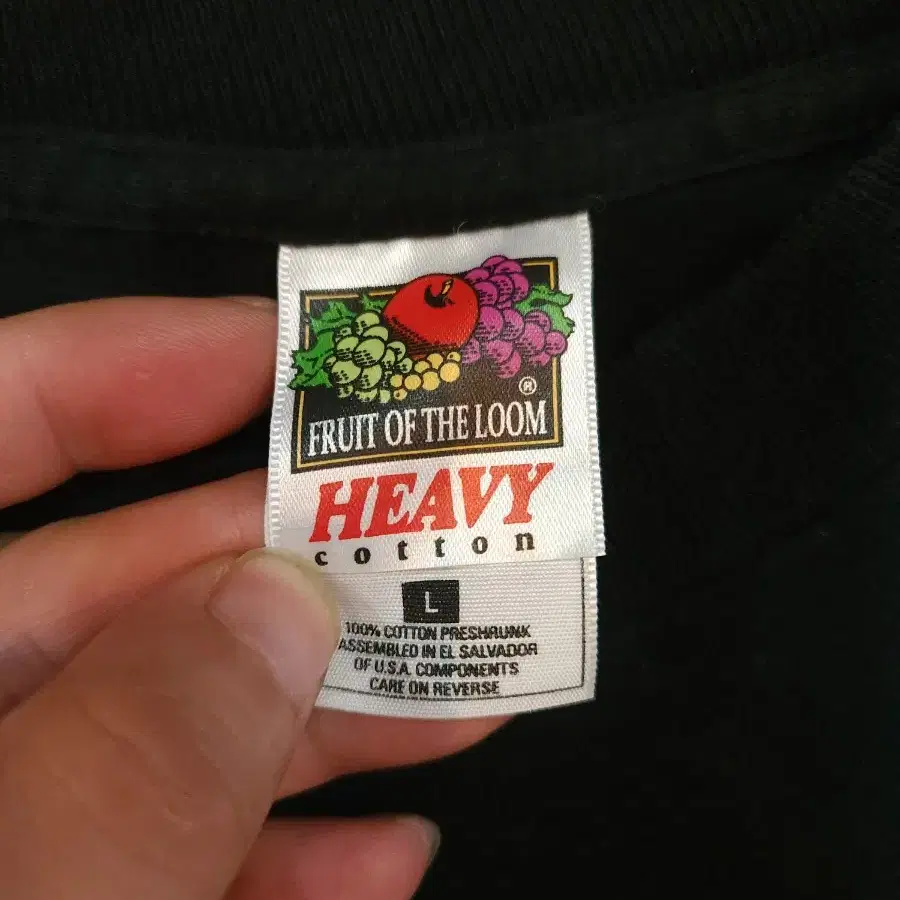 ®
FRUIT OF THE LOOM
HEAVY
cotton
L
100% COTTON PRESHRUNK
ASSEMBLED IN EL SALVADOR
OF U.S.A. COMPONENTS
CARE ON REVERSE